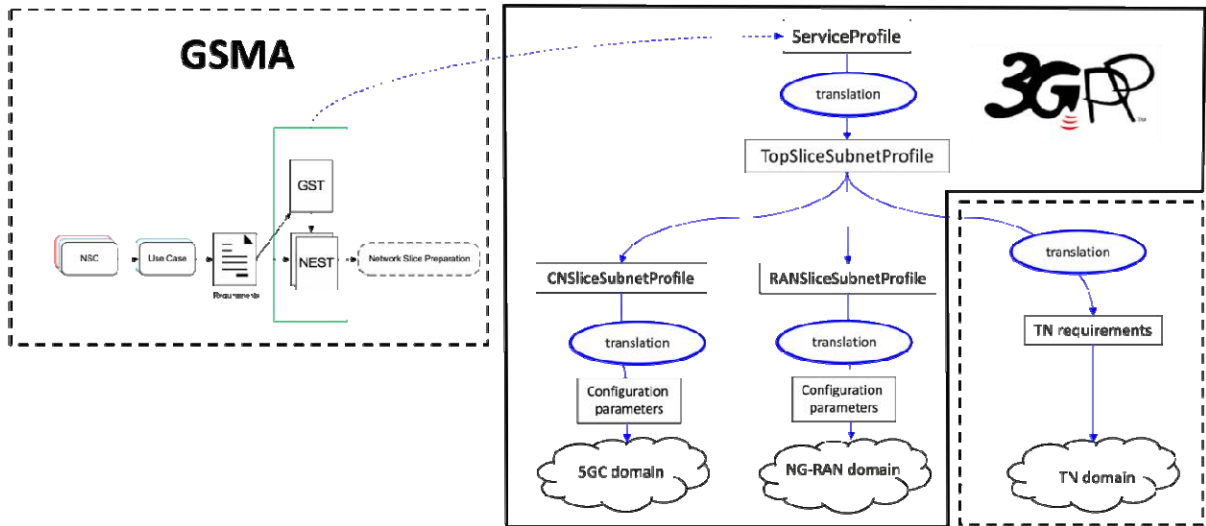 GSMA
NSC
Use Case
Requirements
GST
NEST
Network Slice Preparation
ServiceProfile
3GPP
TM
translation
TopSliceSubnetProfile
CNSliceSubnetProfile
RANSliceSubnetProfile
translation
translation
translation
TN requirements
Configuration
parameters
Configuration
parameters
5GC domain
NG-RAN domain
TN domain